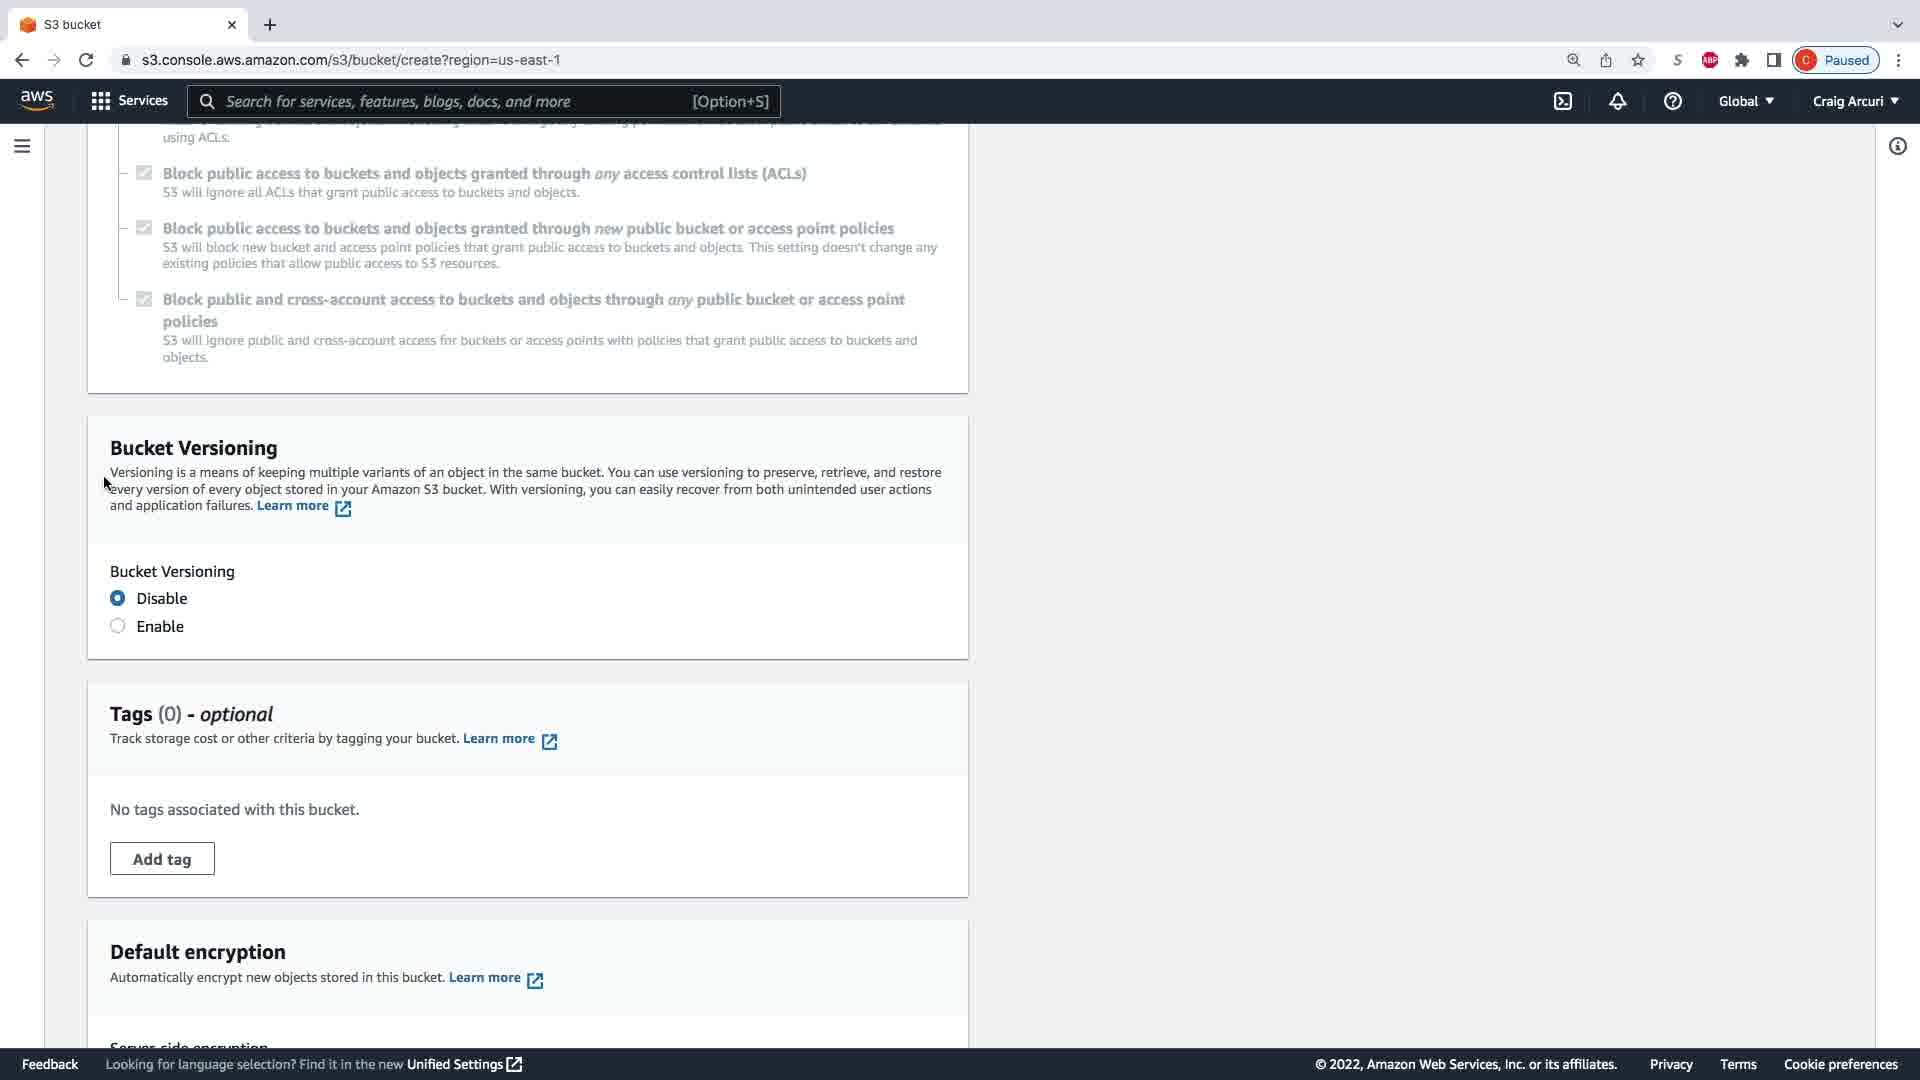 S3 bucket
s3.console.aws.amazon.com/s3/bucket/create?region=us-east-1
S
ABP
C
Paused
aws
Services
Search for services, features, blogs, docs, and more
[Option+S]
Global
Craig Arcuri
using ACLs.
Block public access to buckets and objects granted through any access control lists (ACLs)
S3 will ignore all ACLs that grant public access to buckets and objects.
Block public access to buckets and objects granted through new public bucket or access point policies
S3 will block new bucket and access point policies that grant public access to buckets and objects. This setting doesn't change any
existing policies that allow public access to S3 resources.
Block public and cross-account access to buckets and objects through any public bucket or access point
policies
S3 will ignore public and cross-account access for buckets or access points with policies that grant public access to buckets and
objects.
Bucket Versioning
Versioning is a means of keeping multiple variants of an object in the same bucket. You can use versioning to preserve, retrieve, and restore
every version of every object stored in your Amazon S3 bucket. With versioning, you can easily recover from both unintended user actions
and application failures. Learn more
Bucket Versioning
Disable
Enable
Tags (0) - optional
Track storage cost or other criteria by tagging your bucket. Learn more
No tags associated with this bucket.
Add tag
Default encryption
Automatically encrypt new objects stored in this bucket. Learn more
Server-side encryption
Feedback
Looking for language selection? Find it in the new Unified Settings
© 2022, Amazon Web Services, Inc. or its affiliates.
Privacy
Terms
Cookie preferences